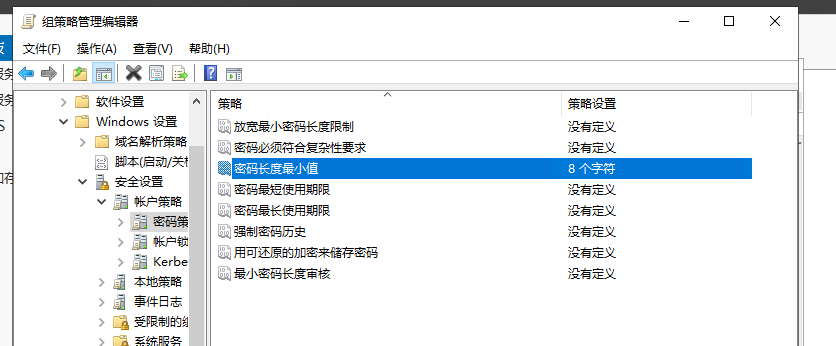 组策略管理编辑器
文件(F) 操作(A) 查看(V) 帮助(H)
软件设置
Windows 设置
域名解析策略
脚本(启动/关机
安全设置
帐户策略
密码策
帐户锁
Kerbe
本地策略
事件日志
受限制的组
系统服务
策略 策略设置
放宽最小密码长度限制 没有定义
密码必须符合复杂性要求 没有定义
密码长度最小值 8 个字符
密码最短使用期限 没有定义
密码最长使用期限 没有定义
强制密码历史 没有定义
用可还原的加密来储存密码 没有定义
最小密码长度审核 没有定义
服务
服务
S